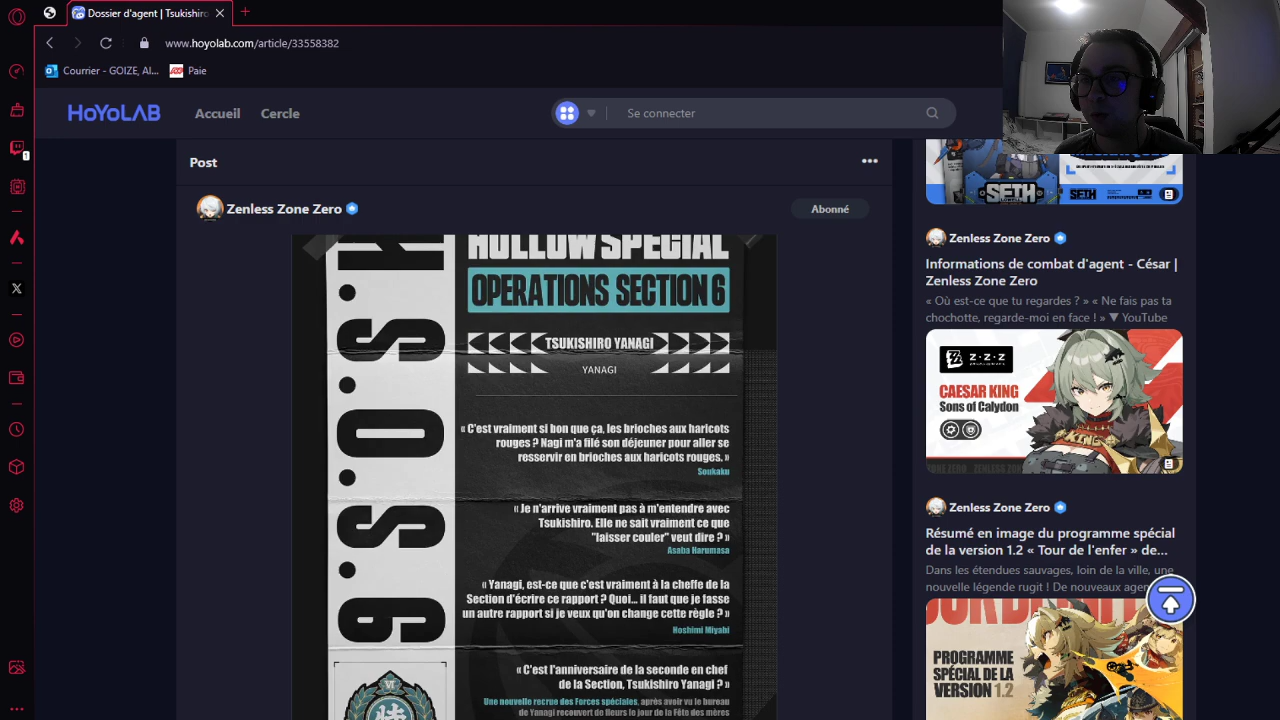 Dossier d'agent | Tsukishiro
www.hoyolab.com/article/33558382
Courrier - GOIZE, Al...
Paie
HoYoLAB
Accueil
Cercle
Se connecter
Post
Zenless Zone Zero
Abonné
HOLLOW SPECIAL
OPERATIONS SECTION 6
TSUKISHIRO YANAGI
YANAGI
« C'est vraiment si bon que ça, les brioches aux haricots
rouges ? Nagi m'a filé son déjeuner pour aller se
resservir en brioches aux haricots rouges. »
Soukaku
« Je n'arrive vraiment pas à m'entendre avec
Tsukishiro. Elle ne sait vraiment ce que
"laisser couler" veut dire ? »
Asaba Harumasa
« Yanagi, est-ce que c'est vraiment à la cheffe de la
Section d'écrire ce rapport ? Quoi... il faut que je fasse
un autre rapport si je veux qu'on change cette règle ? »
Hoshimi Miyabi
« C'est l'anniversaire de la seconde en chef
de la Section, Tsukishiro Yanagi ? »
Une nouvelle recrue des Forces spéciales, après avoir vu le bureau
de Yanagi recouvert de fleurs le jour de la Fête des mères
H.S.O.S.6
VI
SETH
SETH
Zenless Zone Zero
Informations de combat d'agent - César |
Zenless Zone Zero
« Où est-ce que tu regardes ? » « Ne fais pas ta
chochotte, regarde-moi en face ! » ▼ YouTube
Z·Z·Z
CAESAR KING
Sons of Calydon
KING
Zenless Zone Zero
Résumé en image du programme spécial
de la version 1.2 « Tour de l'enfer » de...
Dans les étendues sauvages, loin de la ville, une
nouvelle légende rugit ! De nouveaux agen
PROGRAMME
SPÉCIAL DE LA
VERSION 1.2